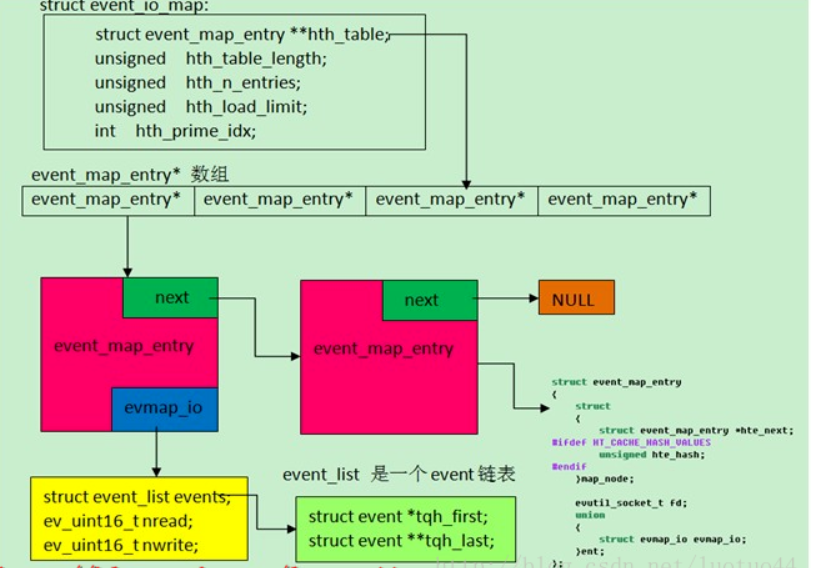 struct event_io_map:
struct event_map_entry **hth_table;
unsigned hth_table_length;
unsigned hth_n_entries;
unsigned hth_load_limit;
int hth_prime_idx;
event_map_entry* 数组
event_map_entry* event_map_entry* event_map_entry* event_map_entry*
next
event_map_entry
evmap_io
next
event_map_entry
NULL
struct event_map_entry
{
struct
{
struct event_map_entry *hte_next;
#ifdef HT_CACHE_HASH_VALUES
unsigned hte_hash;
#endif
}map_node;
evutil_socket_t fd;
union
{
struct evmap_io evmap_io;
}ent;
};
struct event_list events;
ev_uint16_t nread;
ev_uint16_t nwrite;
event_list 是一个event链表
struct event *tqh_first;
struct event **tqh_last;
http://blog.csdn.net/luotuo44